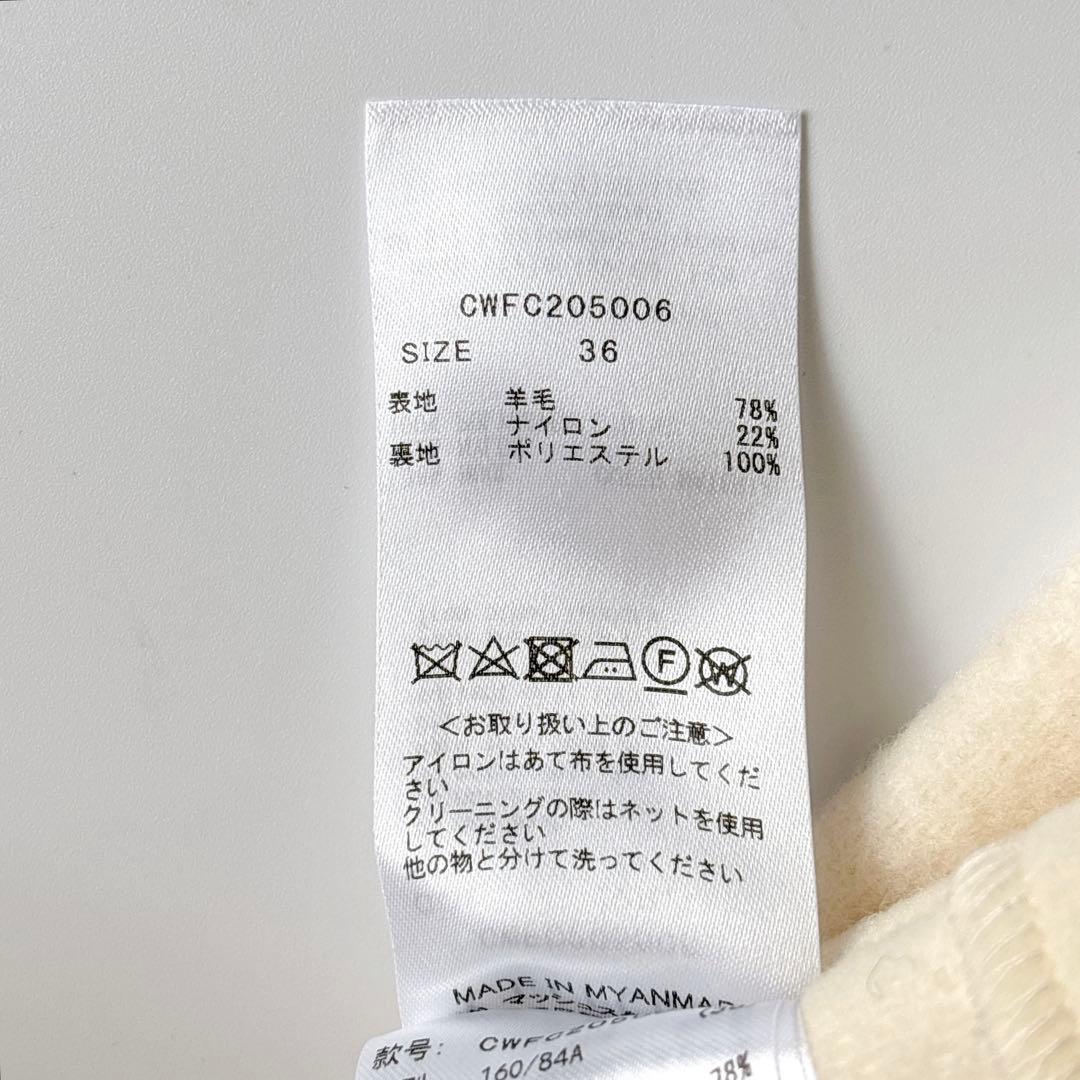 CWFC205006
SIZE 36
表地 羊毛 78%
ナイロン 22%
裏地 ポリエステル 100%
F
W
<お取り扱い上のご注意>
アイロンはあて布を使用してくだ
さい
クリーニングの際はネットを使用
してください
他の物と分けて洗ってください
MADE IN MYANMAR
款号:
160/84A
78%